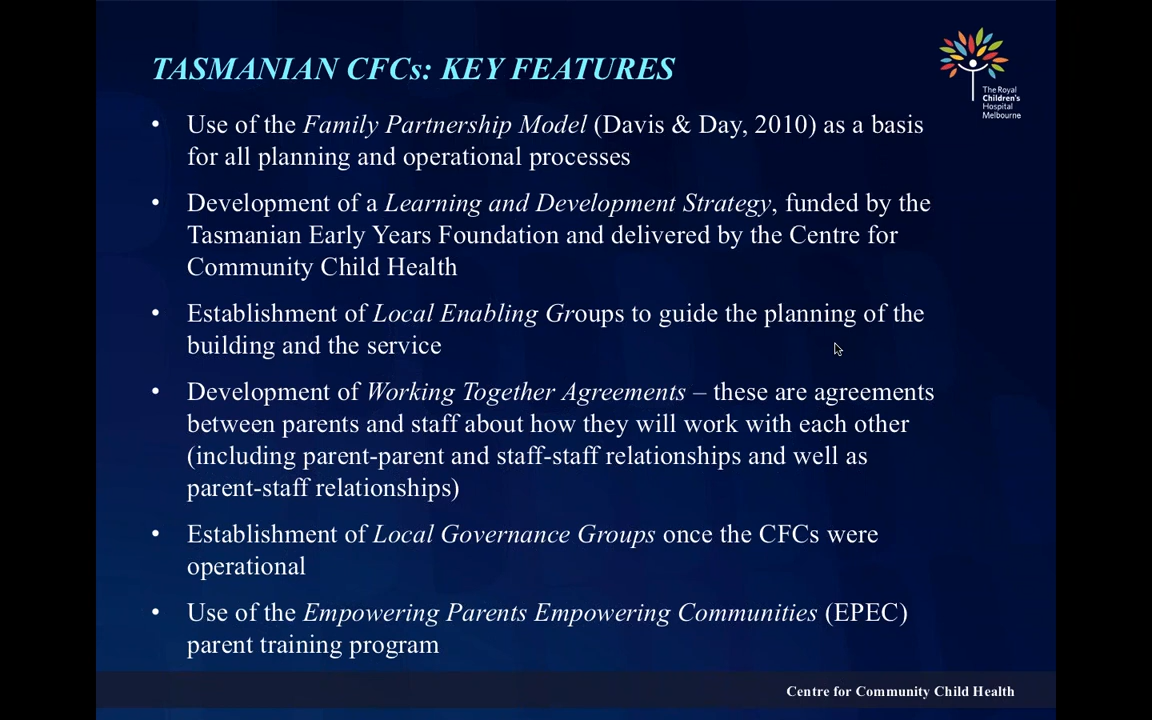 TASMANIAN CFCs: KEY FEATURES
The Royal
Children's
Hospital
Melbourne
• Use of the Family Partnership Model (Davis & Day, 2010) as a basis
for all planning and operational processes
• Development of a Learning and Development Strategy, funded by the
Tasmanian Early Years Foundation and delivered by the Centre for
Community Child Health
• Establishment of Local Enabling Groups to guide the planning of the
building and the service
• Development of Working Together Agreements – these are agreements
between parents and staff about how they will work with each other
(including parent-parent and staff-staff relationships and well as
parent-staff relationships)
• Establishment of Local Governance Groups once the CFCs were
operational
• Use of the Empowering Parents Empowering Communities (EPEC)
parent training program
Centre for Community Child Health